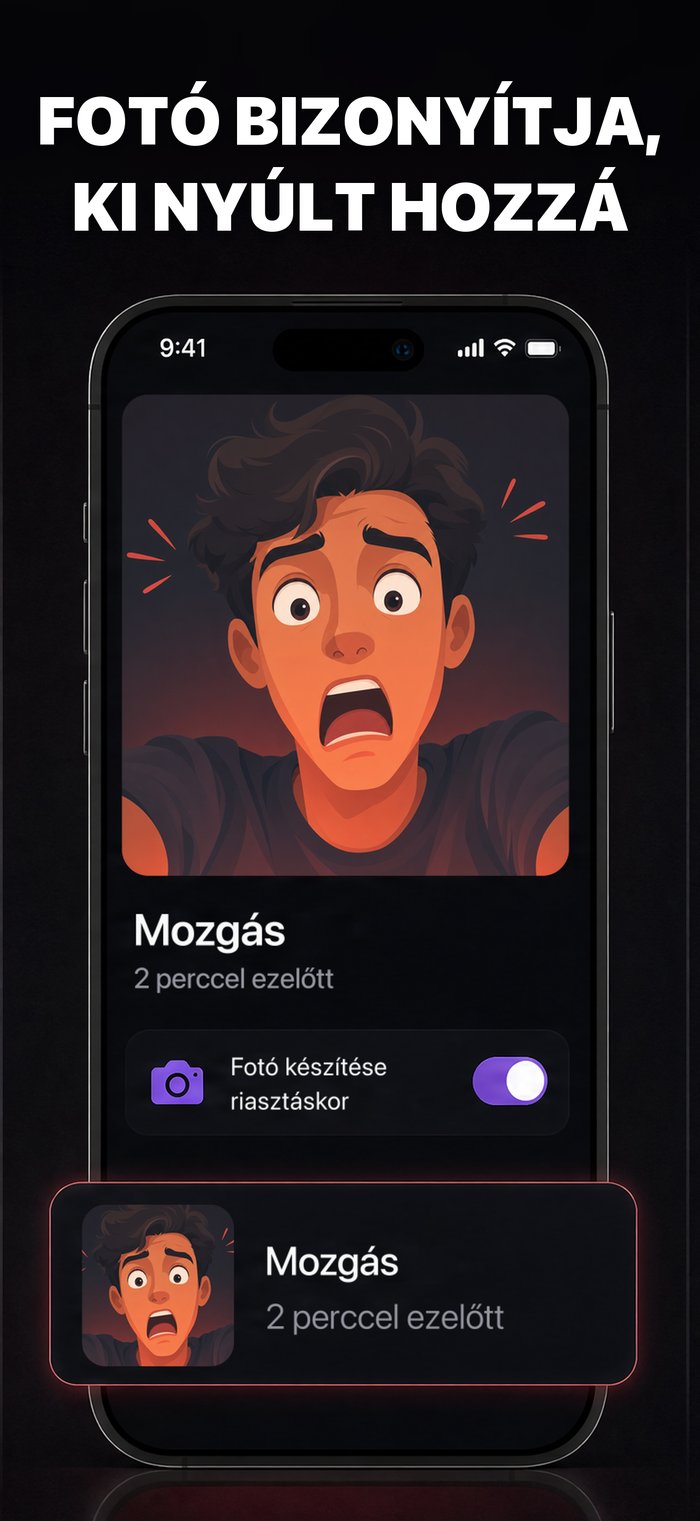 FOTÓ BIZONYÍTJA,
KI NYÚLT HOZZÁ
9:41
Mozgás
2 perccel ezelőtt
Fotó készítése
riasztáskor
Mozgás
2 perccel ezelőtt